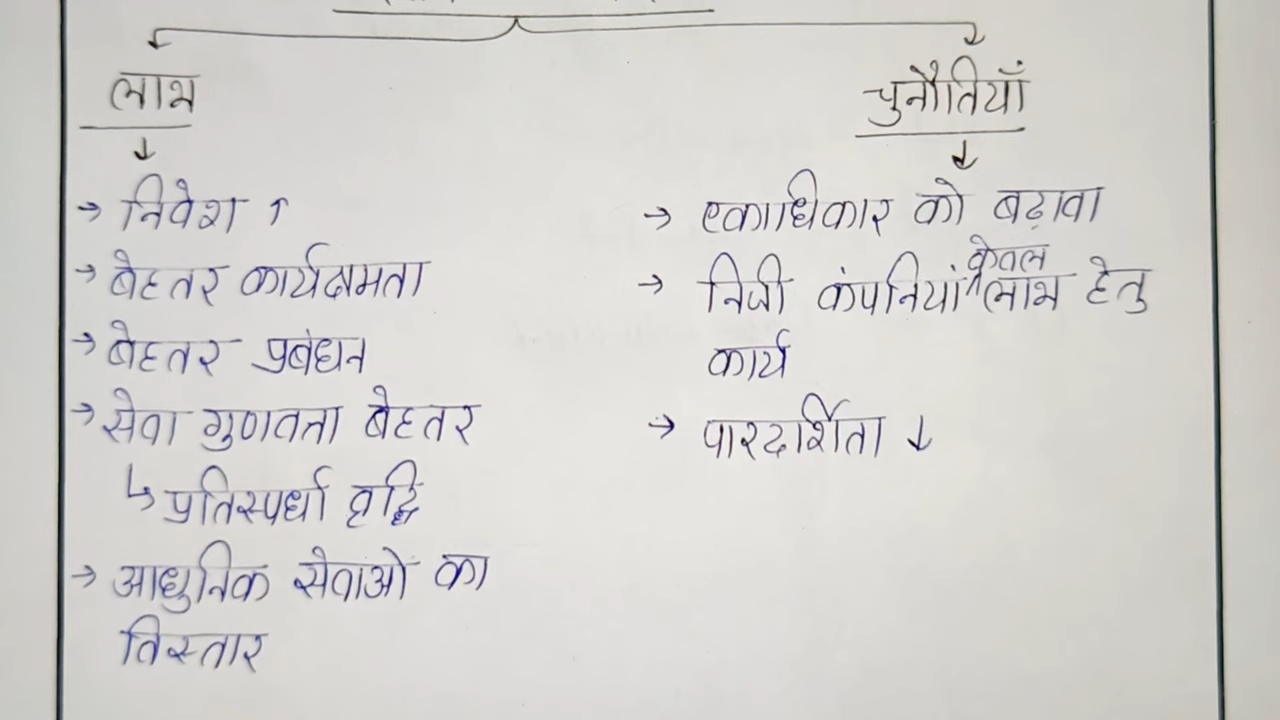 लाभ
चुनौतियाँ
→ निवेश ↑
→ बेहतर कार्यक्षमता
→ बेहतर प्रबंधन
→ सेवा गुणवत्ता बेहतर
↳ प्रतिस्पर्धा वृद्धि
→ आधुनिक सेवाओं का
विस्तार
→ एकाधिकार को बढ़ावा
→ निजी कंपनियां केवल लाभ हेतु
कार्य
→ पारदर्शिता ↓